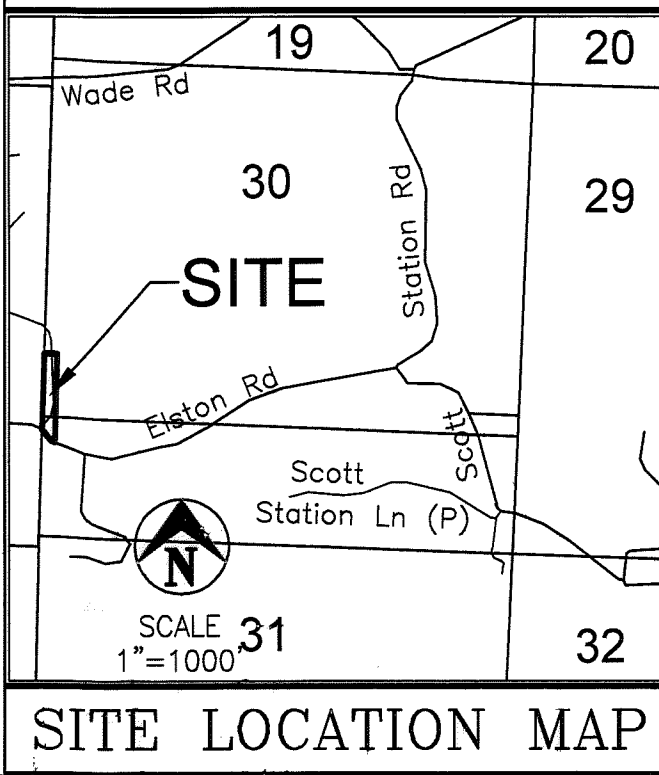 19
20
Wade Rd
30
29
Station Rd
SITE
Elston Rd
Scott
Scott
Station Ln (P)
N
SCALE
1"=1000'
31
32
SITE LOCATION MAP